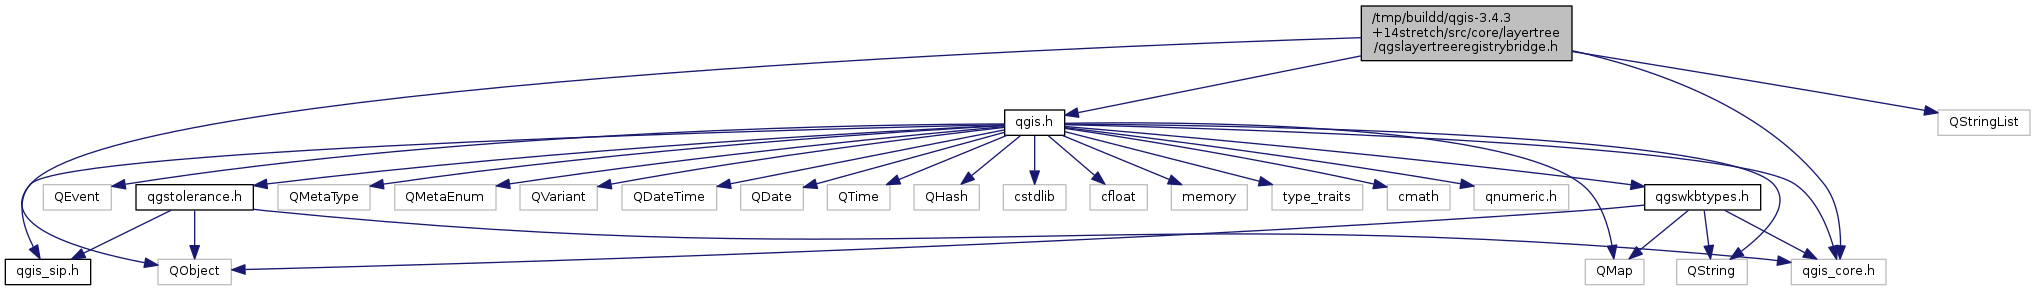 /tmp/buildd/qgis-3.4.3
+14stretch/src/core/layertree
/qgslayertreeregistrybridge.h
qgis.h
QStringList
QEvent
qgstolerance.h
QMetaType
QMetaEnum
QVariant
QDateTime
QDate
QTime
QHash
cstdlib
cfloat
memory
type_traits
cmath
qnumeric.h
qgswkbtypes.h
qgis_sip.h
QObject
QMap
QString
qgis_core.h